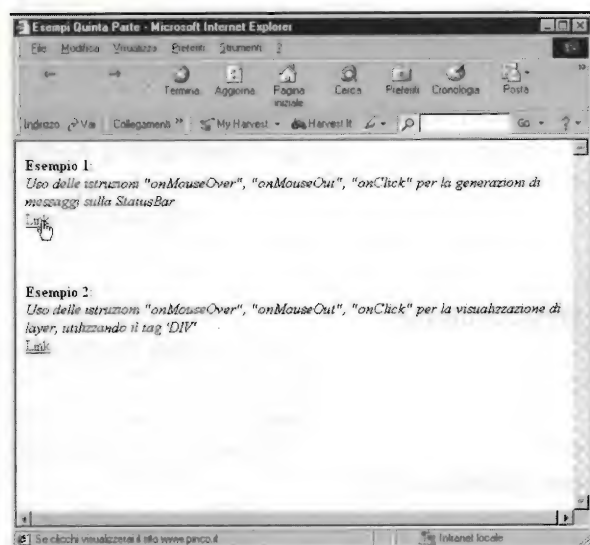 Esempi Quinta Parte - Microsoft Internet Explorer
File Modifica Visualizza Preferiti Strumenti ?
Termina Aggiorna Pagina iniziale Cerca Preferiti Cronologia Posta
Indirizzo Vai Collegamenti » My Harvest Harvest It Go
Esempio 1:
Uso delle istruzioni "onMouseOver", "onMouseOut", "onClick" per la generazioni di
messaggi sulla StatusBar
Link
Esempio 2:
Uso delle istruzioni "onMouseOver", "onMouseOut", "onClick" per la visualizzazione di
layer, utilizzando il tag 'DIV'
Link
Se clicchi visualizzerai il sito www.pinco.it Intranet locale